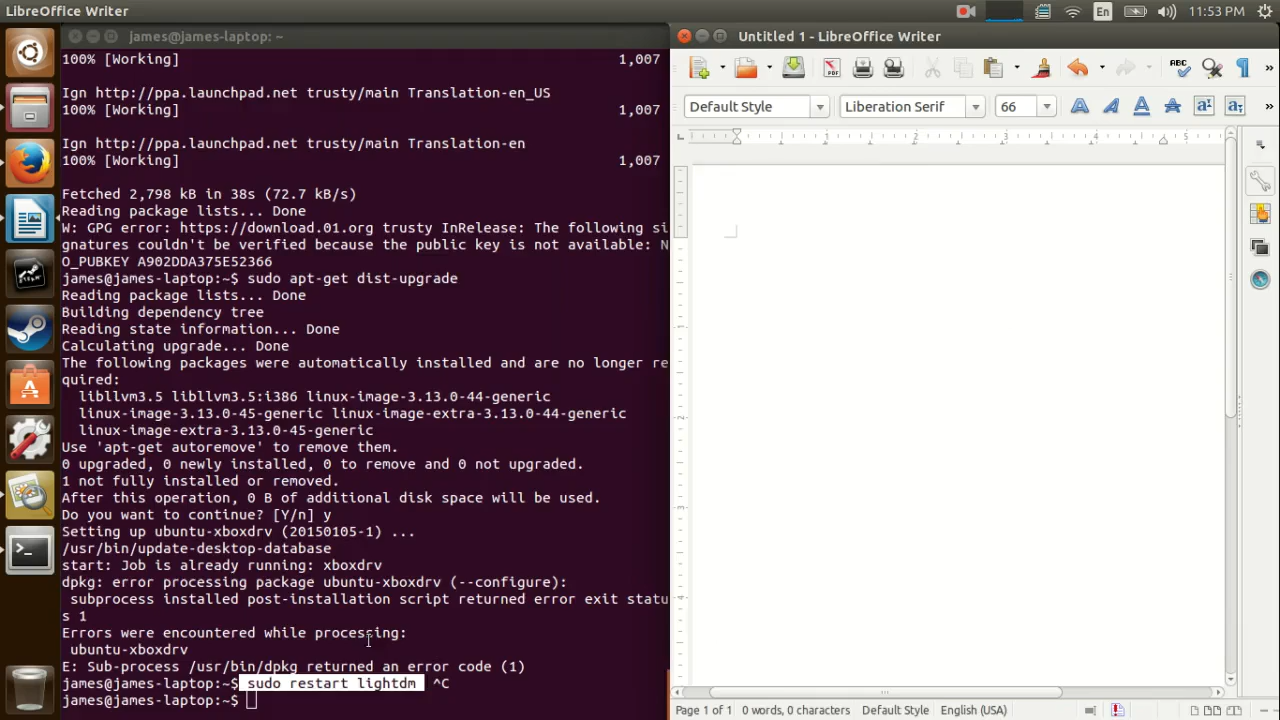 LibreOffice Writer
En
11:53 PM
james@james-laptop: ~
100% [Working] 1,007
Ign http://ppa.launchpad.net trusty/main Translation-en_US
100% [Working] 1,007
Ign http://ppa.launchpad.net trusty/main Translation-en
100% [Working] 1,007
Fetched 2,798 kB in 38s (72.7 kB/s)
Reading package lists... Done
W: GPG error: https://download.01.org trusty InRelease: The following si
gnatures couldn't be verified because the public key is not available: N
O_PUBKEY A902DDA375E52366
james@james-laptop:~$ sudo apt-get dist-upgrade
Reading package lists... Done
Building dependency tree
Reading state information... Done
Calculating upgrade... Done
The following packages were automatically installed and are no longer re
quired:
libllvm3.5 libllvm3.5:i386 linux-image-3.13.0-44-generic
linux-image-3.13.0-45-generic linux-image-extra-3.13.0-44-generic
linux-image-extra-3.13.0-45-generic
Use 'apt-get autoremove' to remove them.
0 upgraded, 0 newly installed, 0 to remove and 0 not upgraded.
1 not fully installed or removed.
After this operation, 0 B of additional disk space will be used.
Do you want to continue? [Y/n] y
Setting up ubuntu-xboxdrv (20150105-1) ...
/usr/bin/update-desktop-database
start: Job is already running: xboxdrv
dpkg: error processing package ubuntu-xboxdrv (--configure):
subprocess installed post-installation script returned error exit statu
s 1
Errors were encountered while processing:
ubuntu-xboxdrv
E: Sub-process /usr/bin/dpkg returned an error code (1)
james@james-laptop:~$ sudo restart lightdm ^C
james@james-laptop:~$
Untitled 1 - LibreOffice Writer
ABC
Default Style
Liberation Serif
66
1 2 3 4 5
1
2
3
4
Page 1 of 1
0 words, 0 characters
Default Style
English (USA)